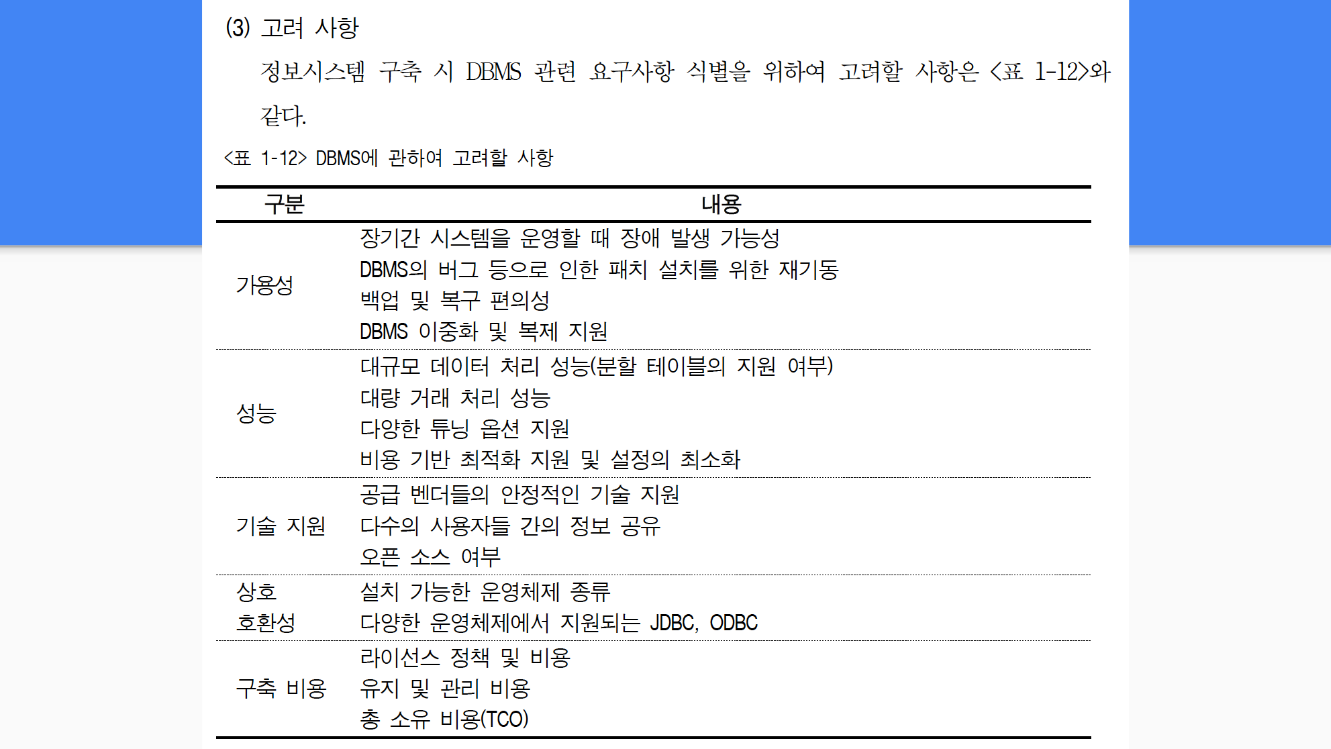 (3) 고려 사항
정보시스템 구축 시 DBMS 관련 요구사항 식별을 위하여 고려할 사항은 <표 1-12>와
같다.
<표 1-12> DBMS에 관하여 고려할 사항
구분 내용
가용성
장기간 시스템을 운영할 때 장애 발생 가능성
DBMS의 버그 등으로 인한 패치 설치를 위한 재기동
백업 및 복구 편의성
DBMS 이중화 및 복제 지원
성능
대규모 데이터 처리 성능(분할 테이블의 지원 여부)
대량 거래 처리 성능
다양한 튜닝 옵션 지원
비용 기반 최적화 지원 및 설정의 최소화
기술 지원
공급 벤더들의 안정적인 기술 지원
다수의 사용자들 간의 정보 공유
오픈 소스 여부
상호
호환성
설치 가능한 운영체제 종류
다양한 운영체제에서 지원되는 JDBC, ODBC
구축 비용
라이선스 정책 및 비용
유지 및 관리 비용
총 소유 비용(TCO)